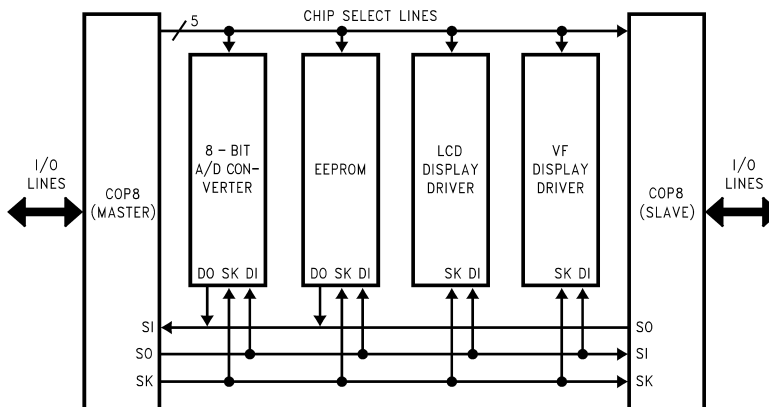 CHIP SELECT LINES
5
I/O
LINES
COP8
(MASTER)
8 - BIT
A/D CON-
VERTER
EEPROM
LCD
DISPLAY
DRIVER
VF
DISPLAY
DRIVER
COP8
(SLAVE)
I/O
LINES
DO SK DI
DO SK DI
SK DI
SK DI
SI
SO
SO
SI
SK
SK